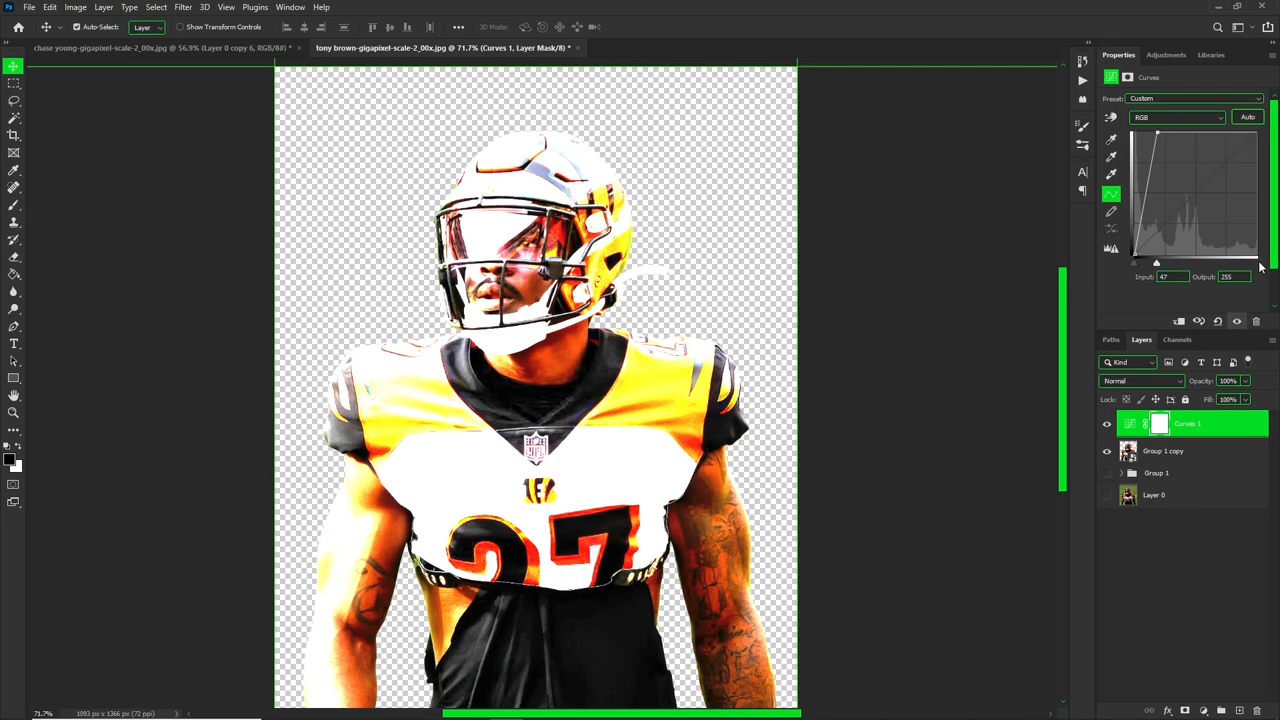 Ps File Edit Image Layer Type Select Filter 3D View Plugins Window Help
Auto-Select: Layer Show Transform Controls 3D Mode:
chase young-gigapixel-scale-2_00x.jpg @ 56.9% (Layer 0 copy 6, RGB/8#) * × tony brown-gigapixel-scale-2_00x.jpg @ 71.7% (Curves 1, Layer Mask/8) * ×
Properties Adjustments Libraries
Curves
Preset: Custom
RGB Auto
Input: 47 Output: 255
Paths Layers Channels
Kind
Normal Opacity: 100%
Lock: Fill: 100%
Curves 1
Group 1 copy
Group 1
Layer 0
NFL
27
71.7% 1093 px x 1366 px (72 ppi)